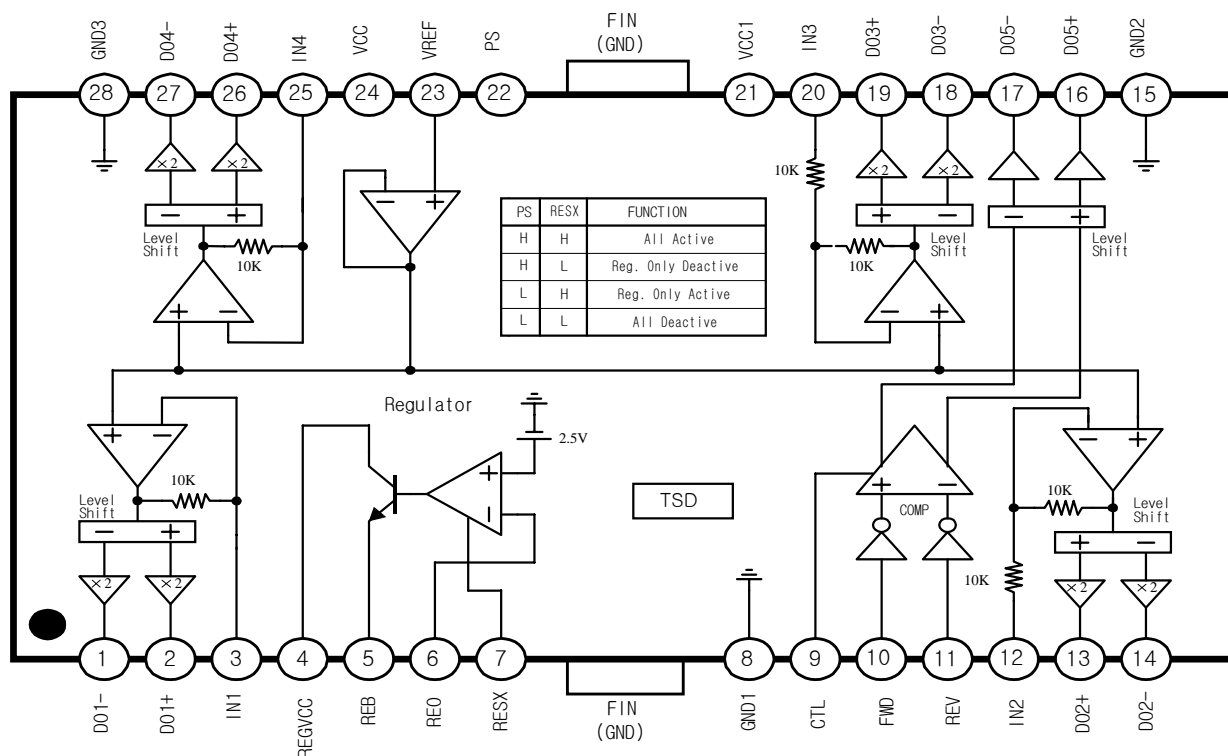 GND3 DO4- DO4+ IN4 VCC VREF PS FIN (GND) VCC1 IN3 DO3+ DO3- DO5- DO5+ GND2
28 27 26 25 24 23 22 21 20 19 18 17 16 15
×2 ×2 10K ×2 ×2
− + − + + − − +
Level Shift 10K 10K Level Shift Level Shift
PS RESX FUNCTION
H H All Active
H L Reg. Only Deactive
L H Reg. Only Active
L L All Deactive
+ − − +
Regulator
+ − 2.5V − +
+ −
10K TSD + − 10K
Level Shift COMP Level Shift
− + + −
×2 ×2 10K ×2 ×2
1 2 3 4 5 6 7 8 9 10 11 12 13 14
DO1- DO1+ IN1 REGVCC REB REO RESX FIN (GND) GND1 CTL FWD REV IN2 DO2+ DO2-